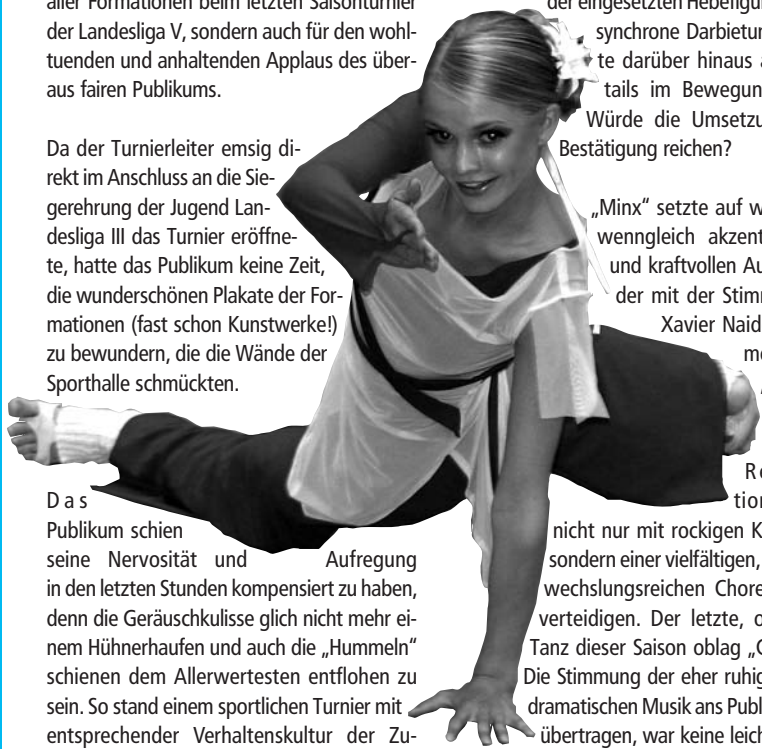 aller Formationen beim letzten Saisonturnier
der Landesliga V, sondern auch für den wohl-
tuenden und anhaltenden Applaus des über-
aus fairen Publikums.
Da der Turnierleiter emsig di-
rekt im Anschluss an die Sie-
gerehrung der Jugend Lan-
desliga III das Turnier eröffne-
te, hatte das Publikum keine Zeit,
die wunderschönen Plakate der For-
mationen (fast schon Kunstwerke!)
zu bewundern, die die Wände der
Sporthalle schmückten.
Das
Publikum schien
seine Nervosität und Aufregung
in den letzten Stunden kompensiert zu haben,
denn die Geräuschkulisse glich nicht mehr ei-
nem Hühnerhaufen und auch die „Hummeln“
schienen dem Allerwertesten entflohen zu
sein. So stand einem sportlichen Turnier mit
entsprechender Verhaltenskultur der Zu-
der eingesetzten Hebefigur
synchrone Darbietun
te darüber hinaus a
tails im Bewegun
Würde die Umsetzu
Bestätigung reichen?
„Minx“ setzte auf w
wenngleich akzent
und kraftvollen Au
der mit der Stimm
Xavier Naid
me
Re
tion
nicht nur mit rockigen K
sondern einer vielfältigen,
wechslungsreichen Chore
verteidigen. Der letzte, o
Tanz dieser Saison oblag „
Die Stimmung der eher ruhig
dramatischen Musik ans Publ
übertragen, war keine leich